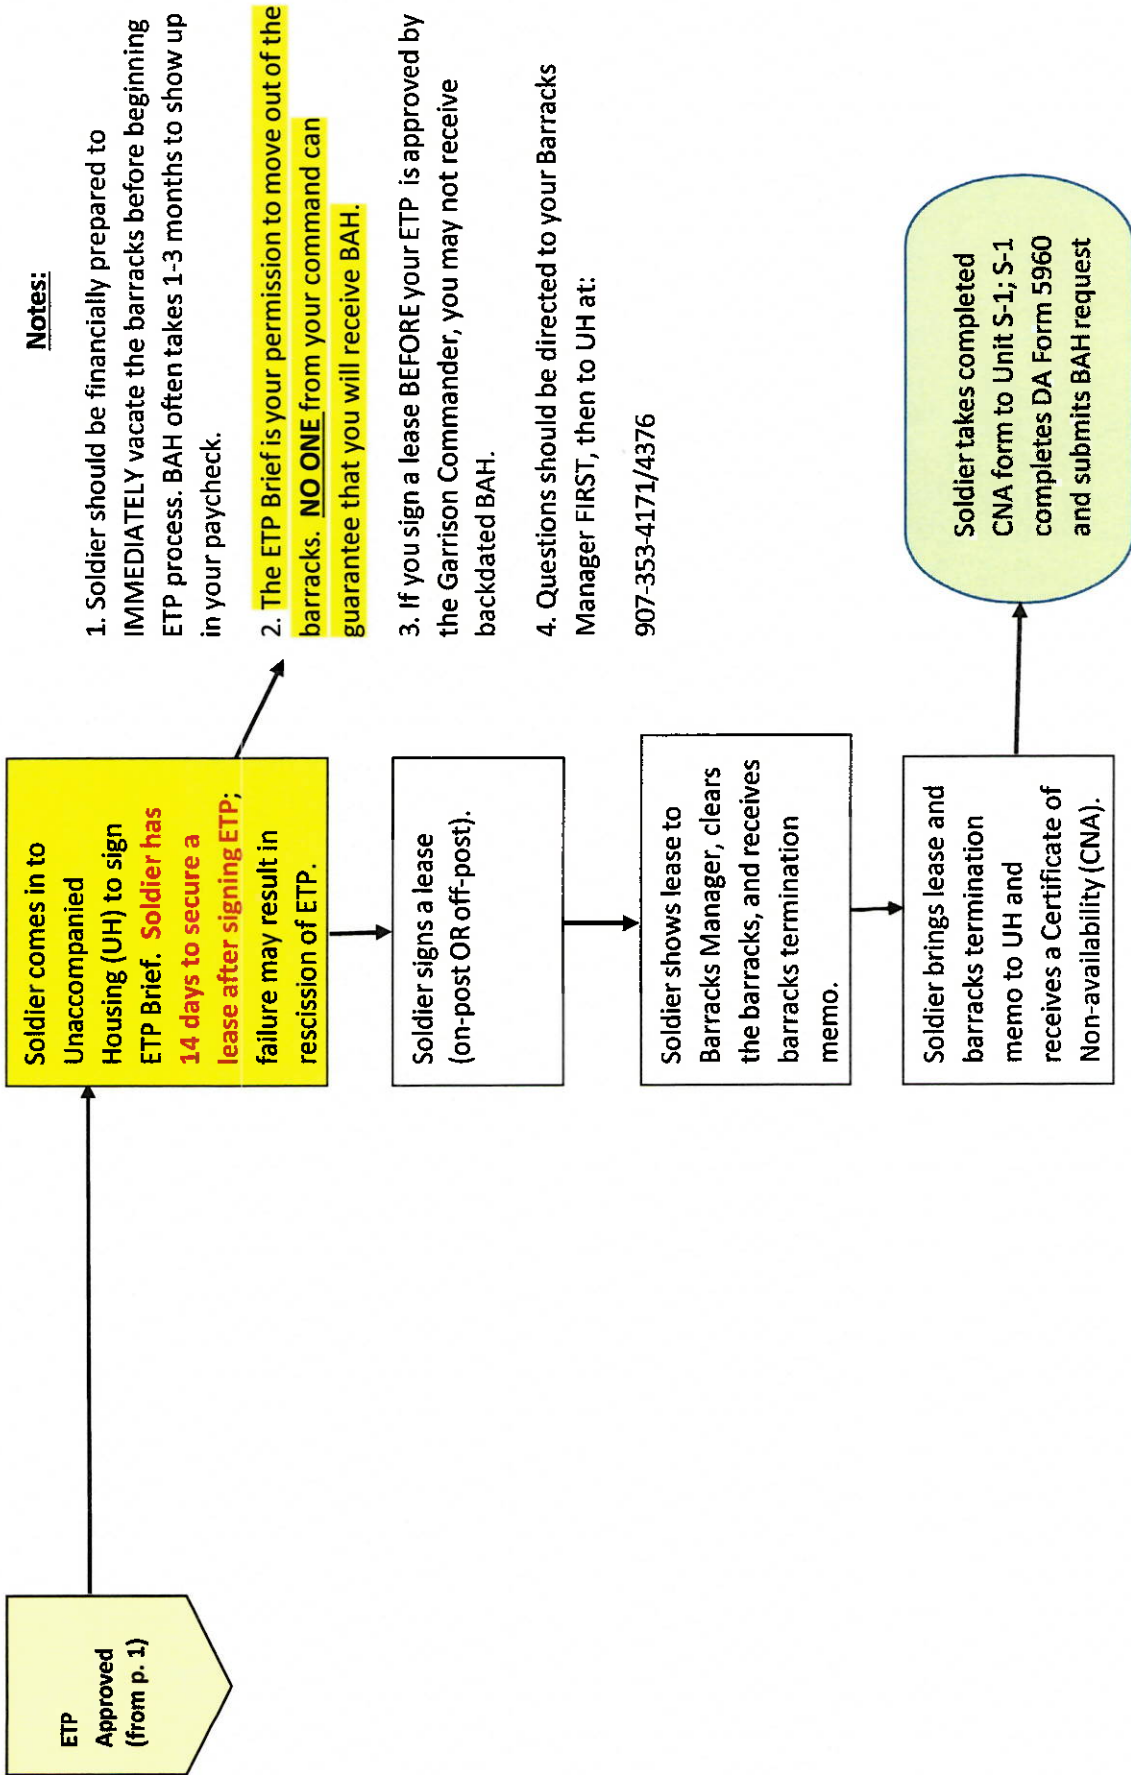 ETP
Approved
(from p. 1)
Soldier comes in to
Unaccompanied
Housing (UH) to sign
ETP Brief. Soldier has
14 days to secure a
lease after signing ETP;
failure may result in
rescission of ETP.
Soldier signs a lease
(on-post OR off-post).
Soldier shows lease to
Barracks Manager, clears
the barracks, and receives
barracks termination
memo.
Soldier brings lease and
barracks termination
memo to UH and
receives a Certificate of
Non-availability (CNA).
Soldier takes completed
CNA form to Unit S-1; S-1
completes DA Form 5960
and submits BAH request
Notes:
1. Soldier should be financially prepared to
IMMEDIATELY vacate the barracks before beginning
ETP process. BAH often takes 1-3 months to show up
in your paycheck.
2. The ETP Brief is your permission to move out of the
barracks. NO ONE from your command can
guarantee that you will receive BAH.
3. If you sign a lease BEFORE your ETP is approved by
the Garrison Commander, you may not receive
backdated BAH.
4. Questions should be directed to your Barracks
Manager FIRST, then to UH at:
907-353-4171/4376